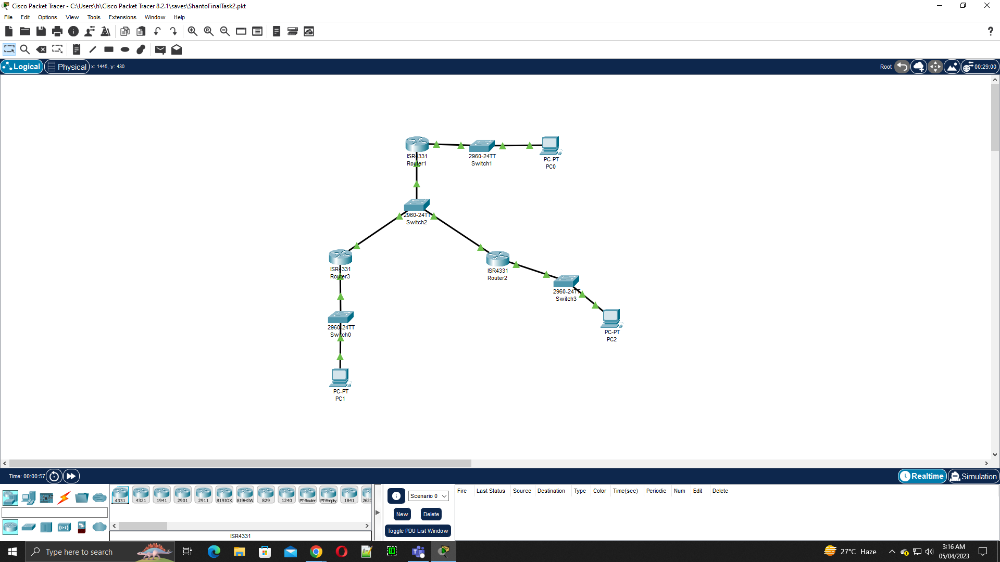 Cisco Packet Tracer - C:\Users\h\Cisco Packet Tracer 8.2.1\saves\ShantoFinalTask2.pkt
File Edit Options View Tools Extensions Window Help
Logical Physical x: 1445, y: 430 Root 00:29:00
ISR4331
Router1
2960-24TT
Switch1
PC-PT
PC0
2960-24TT
Switch2
ISR4331
Router3
ISR4331
Router2
2960-24TT
Switch3
2960-24TT
Switch0
PC-PT
PC2
PC-PT
PC1
Time: 00:00:57 Realtime Simulation
4331 4321 1941 2901 2911 819IOX 819HGW 829 1240 PT-Router PT-Empty 1841 2620
ISR4331
Scenario 0
New Delete
Toggle PDU List Window
Fire Last Status Source Destination Type Color Time(sec) Periodic Num Edit Delete
Type here to search
27°C Haze
3:16 AM
05/04/2023